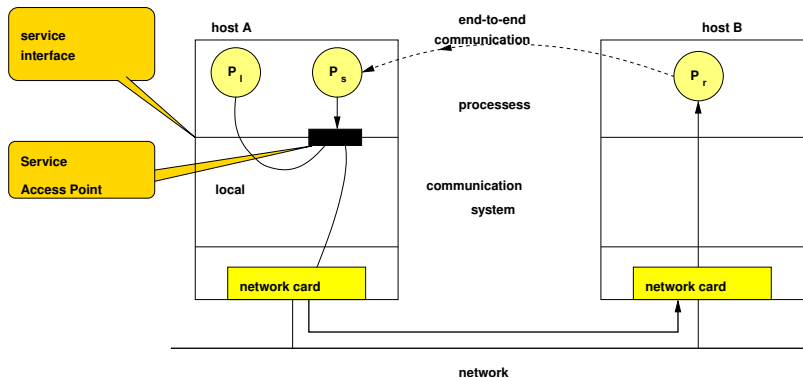 host A
end-to-end
communication
host B
service
interface
P l
P s
P r
processess
Service
Access Point
local
communication
system
network card
network card
network